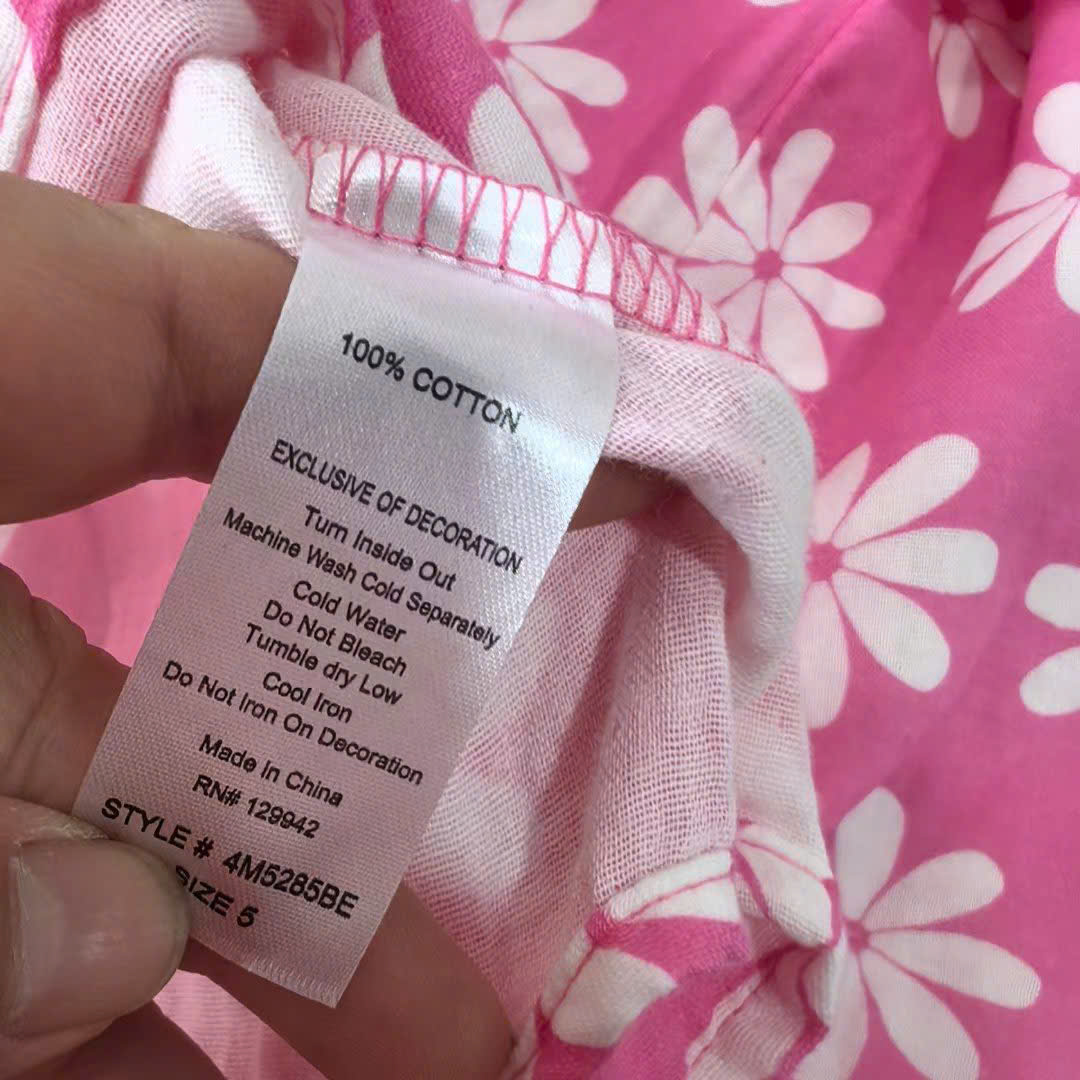 100% COTTON
EXCLUSIVE OF DECORATION
Turn Inside Out
Machine Wash Cold Separately
Cold Water
Do Not Bleach
Tumble dry Low
Cool Iron
Do Not Iron On Decoration
Made In China
RN# 129942
STYLE # 4M5285BE
SIZE 5